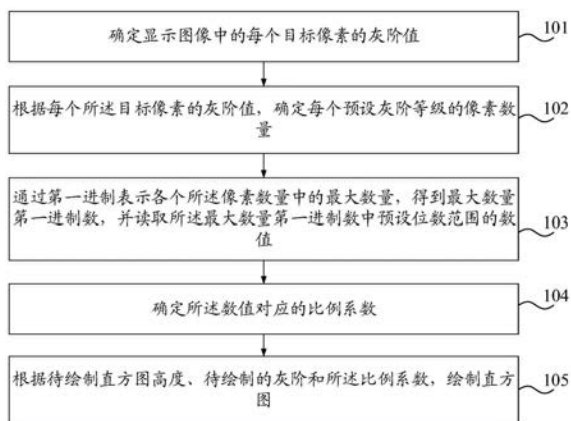 确定显示图像中的每个目标像素的灰阶值
101
根据每个所述目标像素的灰阶值，确定每个预设灰阶等级的像素数
量
102
通过第一进制表示各个所述像素数量中的最大数量，得到最大数量
第一进制数，并读取所述最大数量第一进制数中预设位数范围的数
值
103
确定所述数值对应的比例系数
104
根据待绘制直方图高度、待绘制的灰阶和所述比例系数，绘制直方
图
105